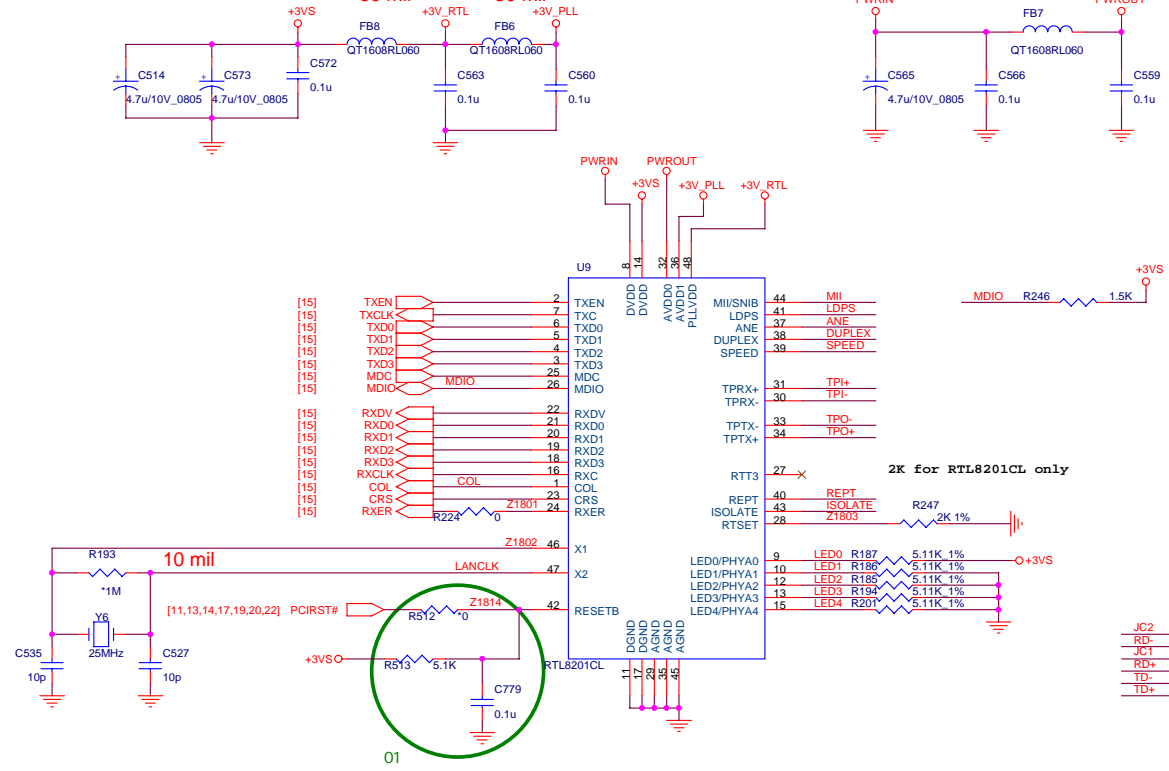 +3VS
+3V_RTL
+3V_PLL
FB8
QT1608RL060
FB6
QT1608RL060
C514
4.7u/10V_0805
C573
4.7u/10V_0805
C572
0.1u
C563
0.1u
C560
0.1u
FB7
QT1608RL060
C565
4.7u/10V_0805
C566
0.1u
C559
0.1u
PWRIN
PWROUT
+3VS
+3V_PLL
+3V_RTL
U9
8
14
32
36
48
DVDD
DVDD
AVDD0
AVDD1
PLLVDD
[15] TXEN 2 TXEN
[15] TXCLK 7 TXC
[15] TXD0 6 TXD0
[15] TXD1 5 TXD1
[15] TXD2 4 TXD2
[15] TXD3 3 TXD3
[15] MDC 25 MDC
[15] MDIO MDIO 26 MDIO
[15] RXDV 22 RXDV
[15] RXD0 21 RXD0
[15] RXD1 20 RXD1
[15] RXD2 19 RXD2
[15] RXD3 18 RXD3
[15] RXCLK 16 RXC
[15] COL COL 1 COL
[15] CRS 23 CRS
[15] RXER R224 0 Z1801 24 RXER
Z1802 46 X1
LANCLK 47 X2
10 mil
R193
*1M
Y6
25MHz
C535
10p
C527
10p
[11,13,14,17,19,20,22] PCIRST# R512 *0 Z1814 42 RESETB
+3VS R513 5.1K
C779
0.1u
01
RTL8201CL
11
17
29
35
45
DGND
DGND
AGND
AGND
AGND
MII/SNIB 44 MII
LDPS 41 LDPS
ANE 37 ANE
DUPLEX 38 DUPLEX
SPEED 39 SPEED
TPRX+ 31 TPI+
TPRX- 30 TPI-
TPTX- 33 TPO-
TPTX+ 34 TPO+
RTT3 27
2K for RTL8201CL only
REPT 40 REPT
ISOLATE 43 ISOLATE
RTSET 28 Z1803 R247 2K 1%
LED0/PHYA0 9 LED0 R187 5.11K_1% +3VS
LED1/PHYA1 10 LED1 R186 5.11K_1%
LED2/PHYA2 12 LED2 R185 5.11K_1%
LED3/PHYA3 13 LED3 R194 5.11K_1%
LED4/PHYA4 15 LED4 R201 5.11K_1%
+3VS
MDIO R246 1.5K
JC2
RD-
JC1
RD+
TD-
TD+